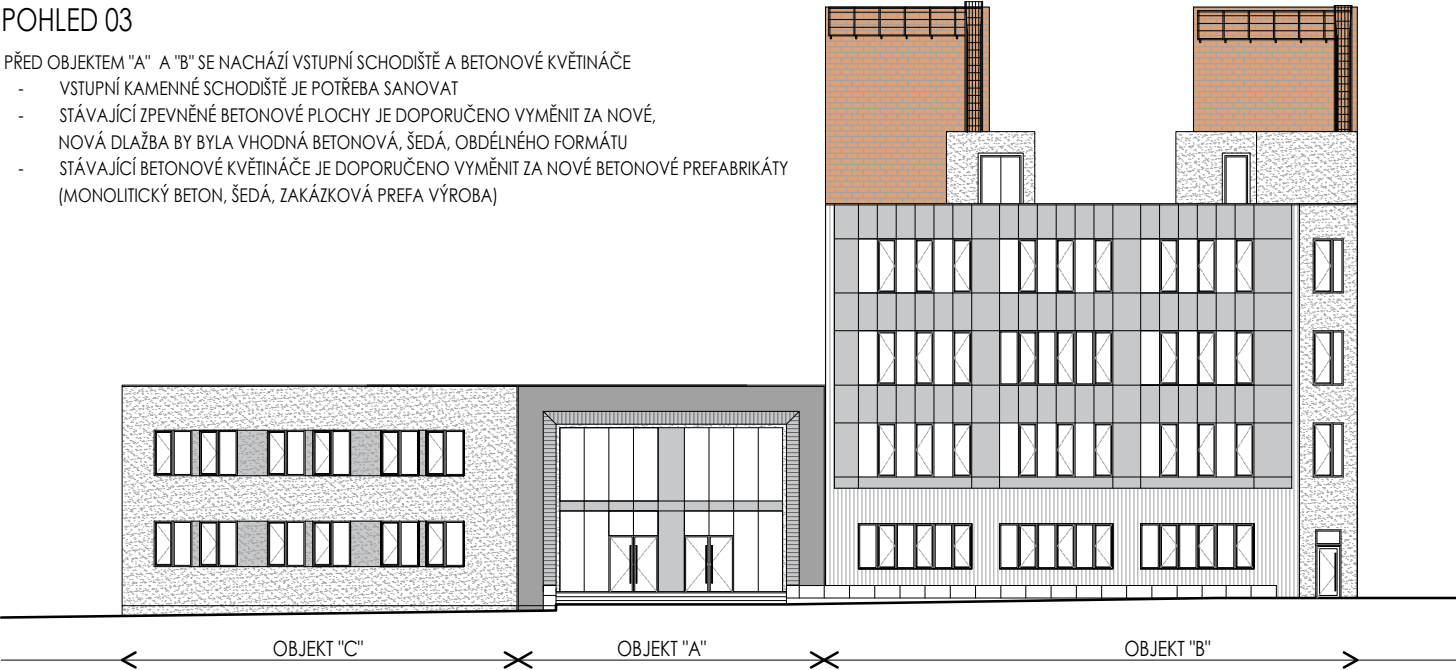 POHLED 03
PŘED OBJEKTEM "A" A "B" SE NACHÁZÍ VSTUPNÍ SCHODIŠTĚ A BETONOVÉ KVĚTINÁČE
- VSTUPNÍ KAMENNÉ SCHODIŠTĚ JE POTŘEBA SANOVAT
- STÁVAJÍCÍ ZPEVNĚNÉ BETONOVÉ PLOCHY JE DOPORUČENO VYMĚNIT ZA NOVÉ,
NOVÁ DLAŽBA BY BYLA VHODNÁ BETONOVÁ, ŠEDÁ, OBDÉLNÉHO FORMÁTU
- STÁVAJÍCÍ BETONOVÉ KVĚTINÁČE JE DOPORUČENO VYMĚNIT ZA NOVÉ BETONOVÉ PREFABRIKÁTY
(MONOLITICKÝ BETON, ŠEDÁ, ZAKÁZKOVÁ PREFA VÝROBA)
OBJEKT "C" OBJEKT "A" OBJEKT "B"